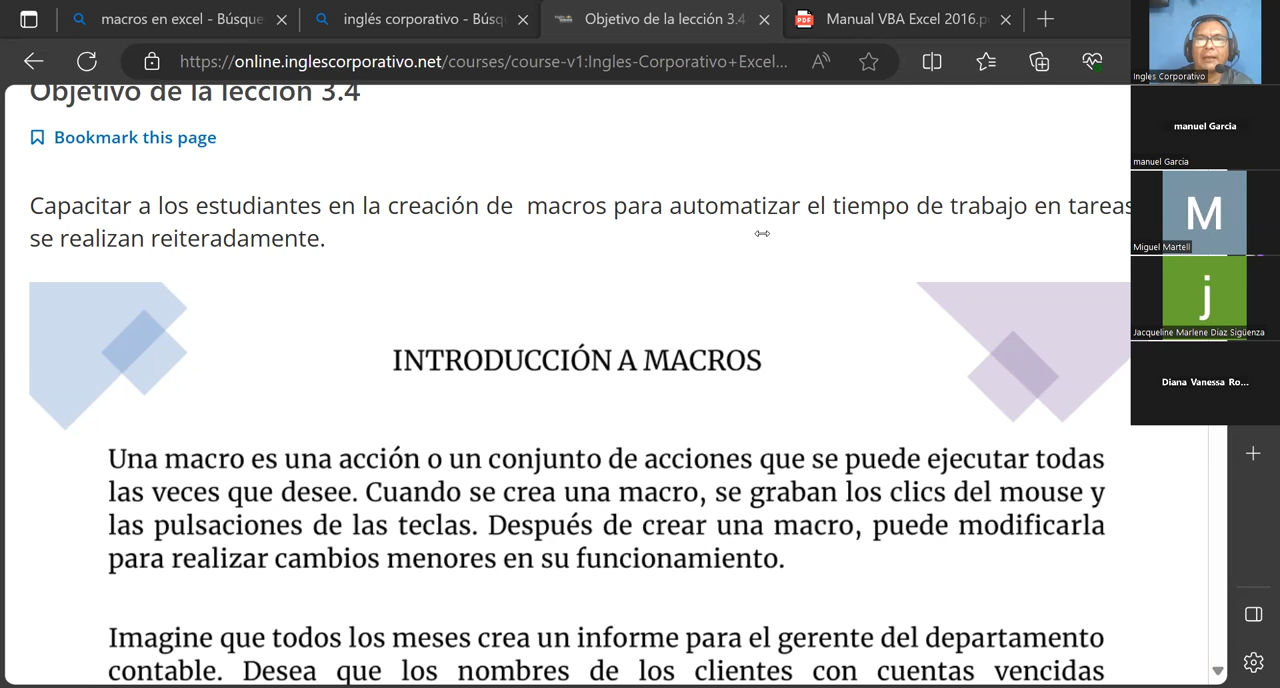 macros en excel - Búsque
inglés corporativo - Búsq
Objetivo de la lección 3.4
Manual VBA Excel 2016.p
https://online.inglescorporativo.net/courses/course-v1:Ingles-Corporativo+Excel...
Objetivo de la lección 3.4
Bookmark this page
Capacitar a los estudiantes en la creación de macros para automatizar el tiempo de trabajo en tareas
se realizan reiteradamente.
INTRODUCCIÓN A MACROS
Una macro es una acción o un conjunto de acciones que se puede ejecutar todas
las veces que desee. Cuando se crea una macro, se graban los clics del mouse y
las pulsaciones de las teclas. Después de crear una macro, puede modificarla
para realizar cambios menores en su funcionamiento.
Imagine que todos los meses crea un informe para el gerente del departamento
contable. Desea que los nombres de los clientes con cuentas vencidas
Ingles Corporativo
manuel Garcia
manuel Garcia
M
Miguel Martell
j
Jacqueline Marlene Diaz Sigüenza
Diana Vanessa Ro...